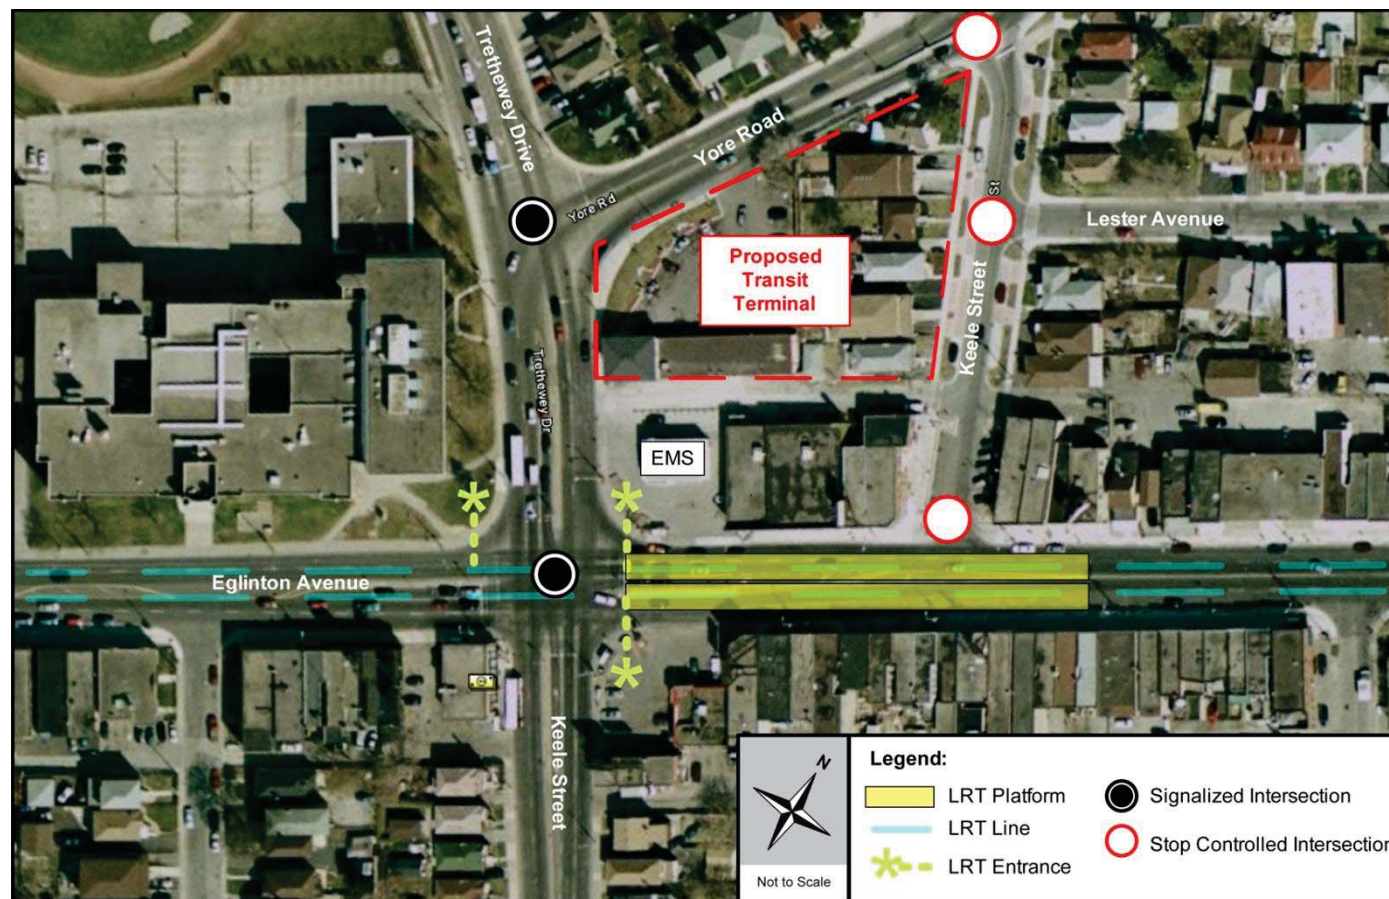 Trethewey Drive
Yore Road
Yore Rd
St
Lester Avenue
Proposed
Transit
Terminal
Keele Street
Trethewey Dr
EMS
Eglinton Avenue
Keele Street
N
Not to Scale
Legend:
LRT Platform
LRT Line
LRT Entrance
Signalized Intersection
Stop Controlled Intersection